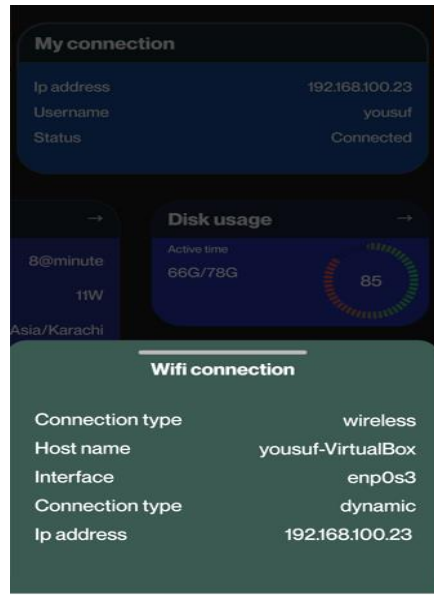 My connection
Ip address 192.168.100.23
Username yousuf
Status Connected
→ Disk usage →
8@minute Active time
66G/78G 85
11W
Asia/Karachi
Wifi connection
Connection type wireless
Host name yousuf-VirtualBox
Interface enp0s3
Connection type dynamic
Ip address 192.168.100.23